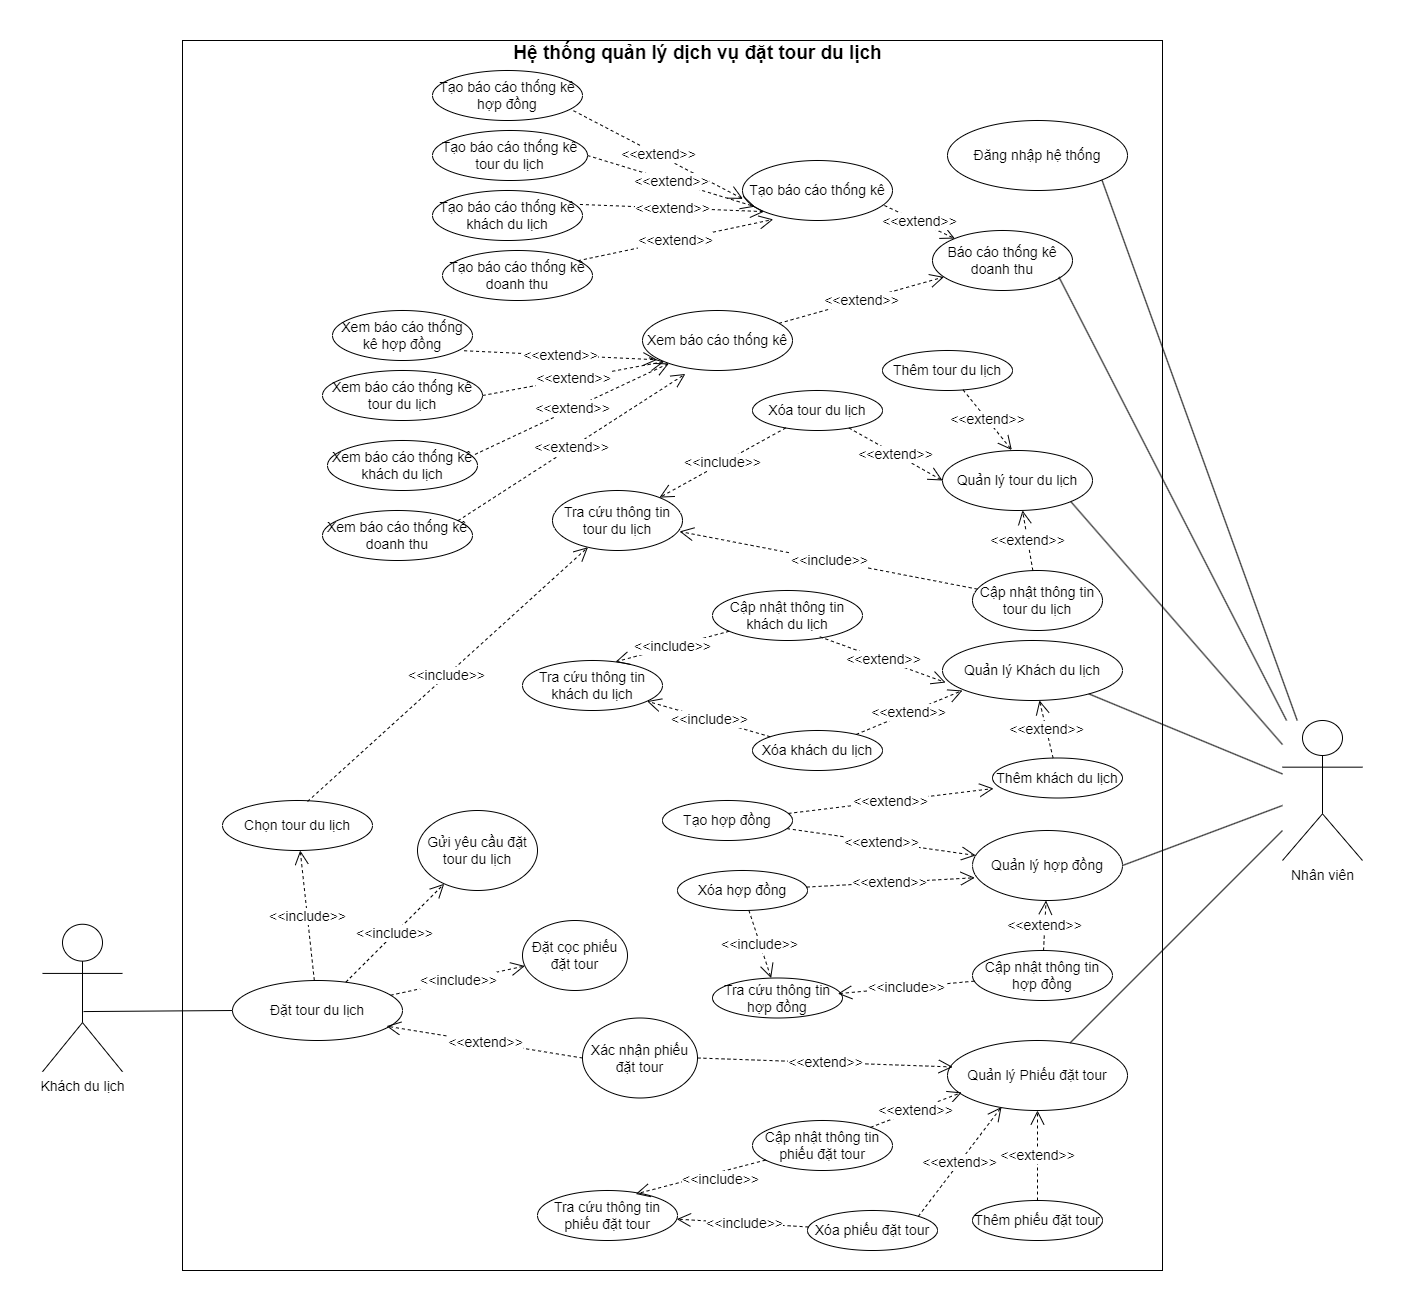 Hệ thống quản lý dịch vụ đặt tour du lịch
Tạo báo cáo thống kê
hợp đồng
<<extend>>
Tạo báo cáo thống kê
tour du lịch
<<extend>>
Tạo báo cáo thống kê
khách du lịch
<<extend>>
Tạo báo cáo thống kê
doanh thu
<<extend>>
Tạo báo cáo thống kê
<<extend>>
Đăng nhập hệ thống
Báo cáo thống kê
doanh thu
<<extend>>
Xem báo cáo thống
kê hợp đồng
<<extend>>
Xem báo cáo thống kê
tour du lịch
<<extend>>
Xem báo cáo thống kê
khách du lịch
<<extend>>
Xem báo cáo thống kê
doanh thu
<<extend>>
Xem báo cáo thống kê
Thêm tour du lịch
<<extend>>
Xóa tour du lịch
<<extend>>
<<include>>
Quản lý tour du lịch
Tra cứu thông tin
tour du lịch
<<extend>>
<<include>>
Cập nhật thông tin
tour du lịch
Cập nhật thông tin
khách du lịch
<<include>>
<<extend>>
Quản lý Khách du lịch
Tra cứu thông tin
khách du lịch
<<include>>
<<include>>
<<extend>>
<<extend>>
Xóa khách du lịch
Thêm khách du lịch
<<extend>>
Tạo hợp đồng
<<extend>>
Quản lý hợp đồng
Chọn tour du lịch
Gửi yêu cầu đặt
tour du lịch
Nhân viên
Xóa hợp đồng
<<extend>>
<<include>>
<<include>>
<<include>>
<<extend>>
Đặt cọc phiếu
đặt tour
<<include>>
Cập nhật thông tin
hợp đồng
<<include>>
Tra cứu thông tin
hợp đồng
Đặt tour du lịch
<<extend>>
Xác nhận phiếu
đặt tour
<<extend>>
Quản lý Phiếu đặt tour
Khách du lịch
<<extend>>
Cập nhật thông tin
phiếu đặt tour
<<extend>>
<<extend>>
<<include>>
Tra cứu thông tin
phiếu đặt tour
<<include>>
Xóa phiếu đặt tour
Thêm phiếu đặt tour